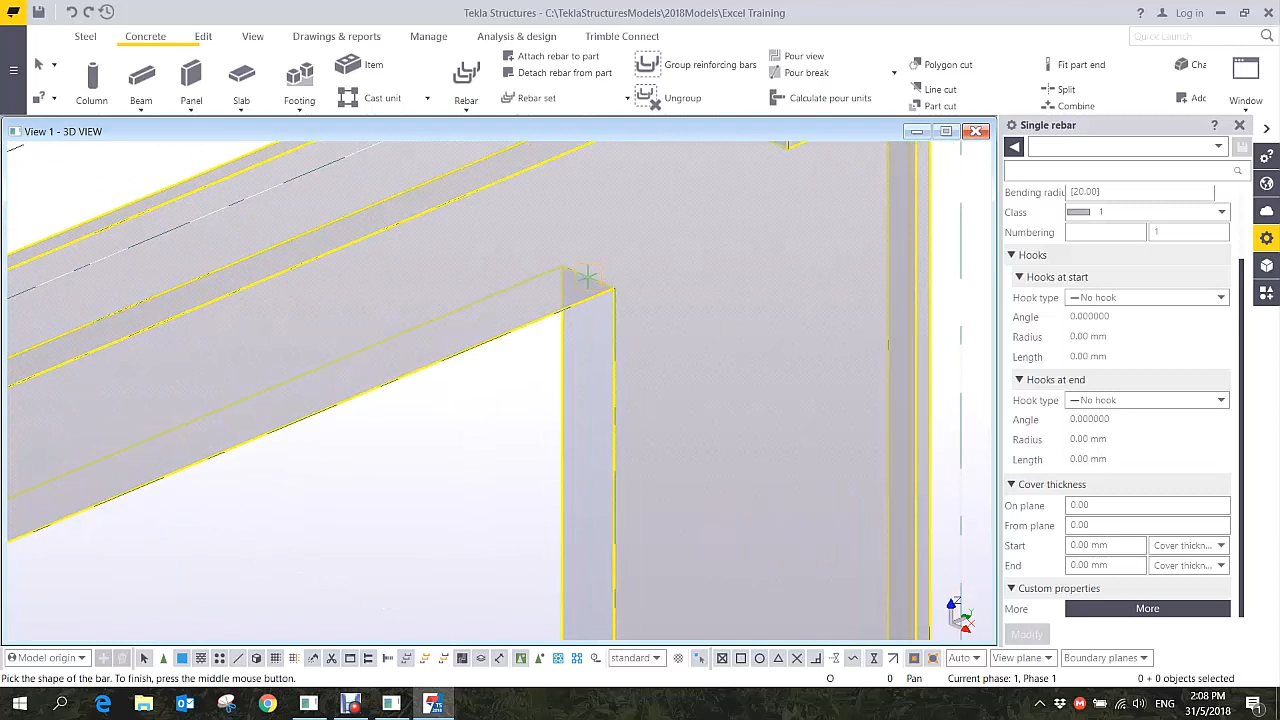 Tekla Structures - C:\TeklaStructuresModels\2018Models\Excel Training
Log in
Steel Concrete Edit View Drawings & reports Manage Analysis & design Trimble Connect
Quick Launch
Column Beam Panel Slab Footing
Item
Cast unit
Rebar
Attach rebar to part
Detach rebar from part
Rebar set
Group reinforcing bars
Ungroup
Pour view
Pour break
Calculate pour units
Polygon cut
Line cut
Part cut
Fit part end
Split
Combine
Cha
Adc
Window
View 1 - 3D VIEW
Single rebar
Bending radiu [20.00]
Class 1
Numbering 1
Hooks
Hooks at start
Hook type No hook
Angle 0.000000
Radius 0.00 mm
Length 0.00 mm
Hooks at end
Hook type No hook
Angle 0.000000
Radius 0.00 mm
Length 0.00 mm
Cover thickness
On plane 0.00
From plane 0.00
Start 0.00 mm Cover thickn...
End 0.00 mm Cover thickn...
Custom properties
More More
Modify
Z
Y
X
Model origin standard Auto View plane Boundary planes
Pick the shape of the bar. To finish, press the middle mouse button. O 0 Pan Current phase: 1, Phase 1 0 + 0 objects selected
ENG 2:08 PM
31/5/2018